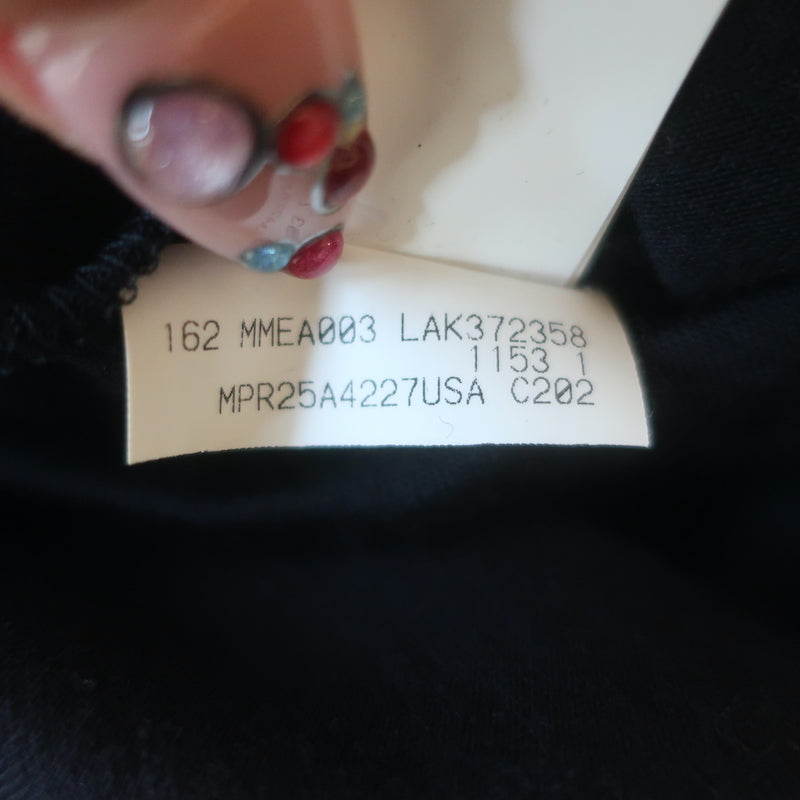 162 MMEA003 LAK372358
1153 1
MPR25A4227USA C202